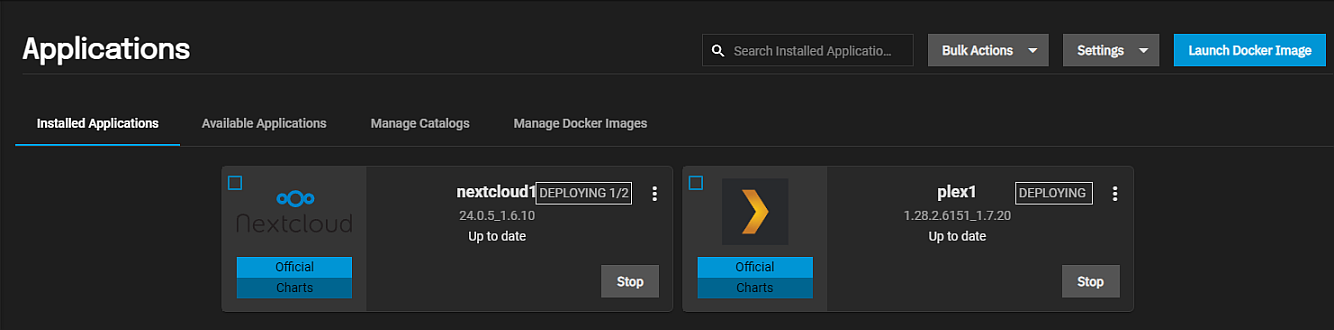 Applications
Search Installed Applicatio...
Bulk Actions
Settings
Launch Docker Image
Installed Applications
Available Applications
Manage Catalogs
Manage Docker Images
Nextcloud
nextcloud1
DEPLOYING 1/2
24.0.5_1.6.10
Up to date
Official
Charts
Stop
plex1
DEPLOYING
1.28.2.6151_1.7.20
Up to date
Official
Charts
Stop